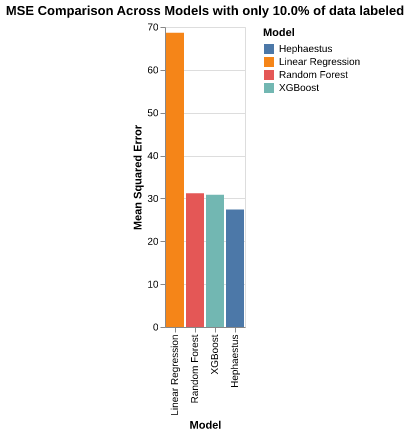 MSE Comparison Across Models with only 10.0% of data labeled
Model
Hephaestus
Linear Regression
Random Forest
XGBoost
Mean Squared Error
70
60
50
40
30
20
10
0
Linear Regression
Random Forest
XGBoost
Hephaestus
Model